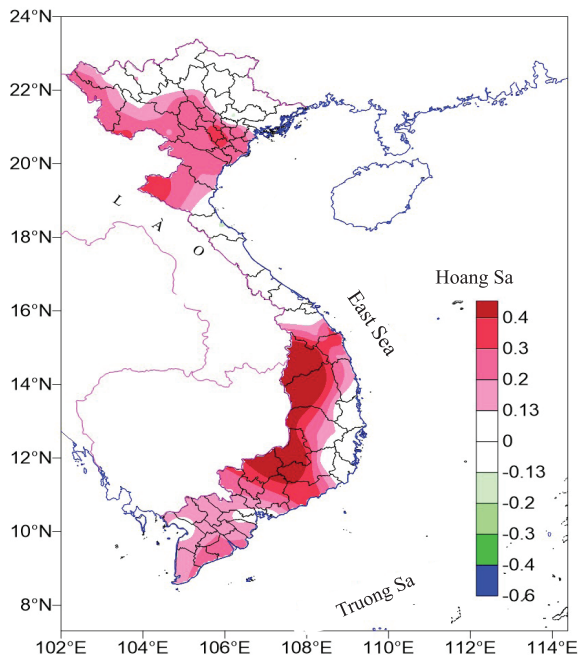 24°N
22°N
20°N
18°N
16°N
14°N
12°N
10°N
8°N
102°E
104°E
106°E
108°E
110°E
112°E
114°E
LÀO
East Sea
Hoang Sa
Truong Sa
0.4
0.3
0.2
0.13
0
-0.13
-0.2
-0.3
-0.4
-0.6